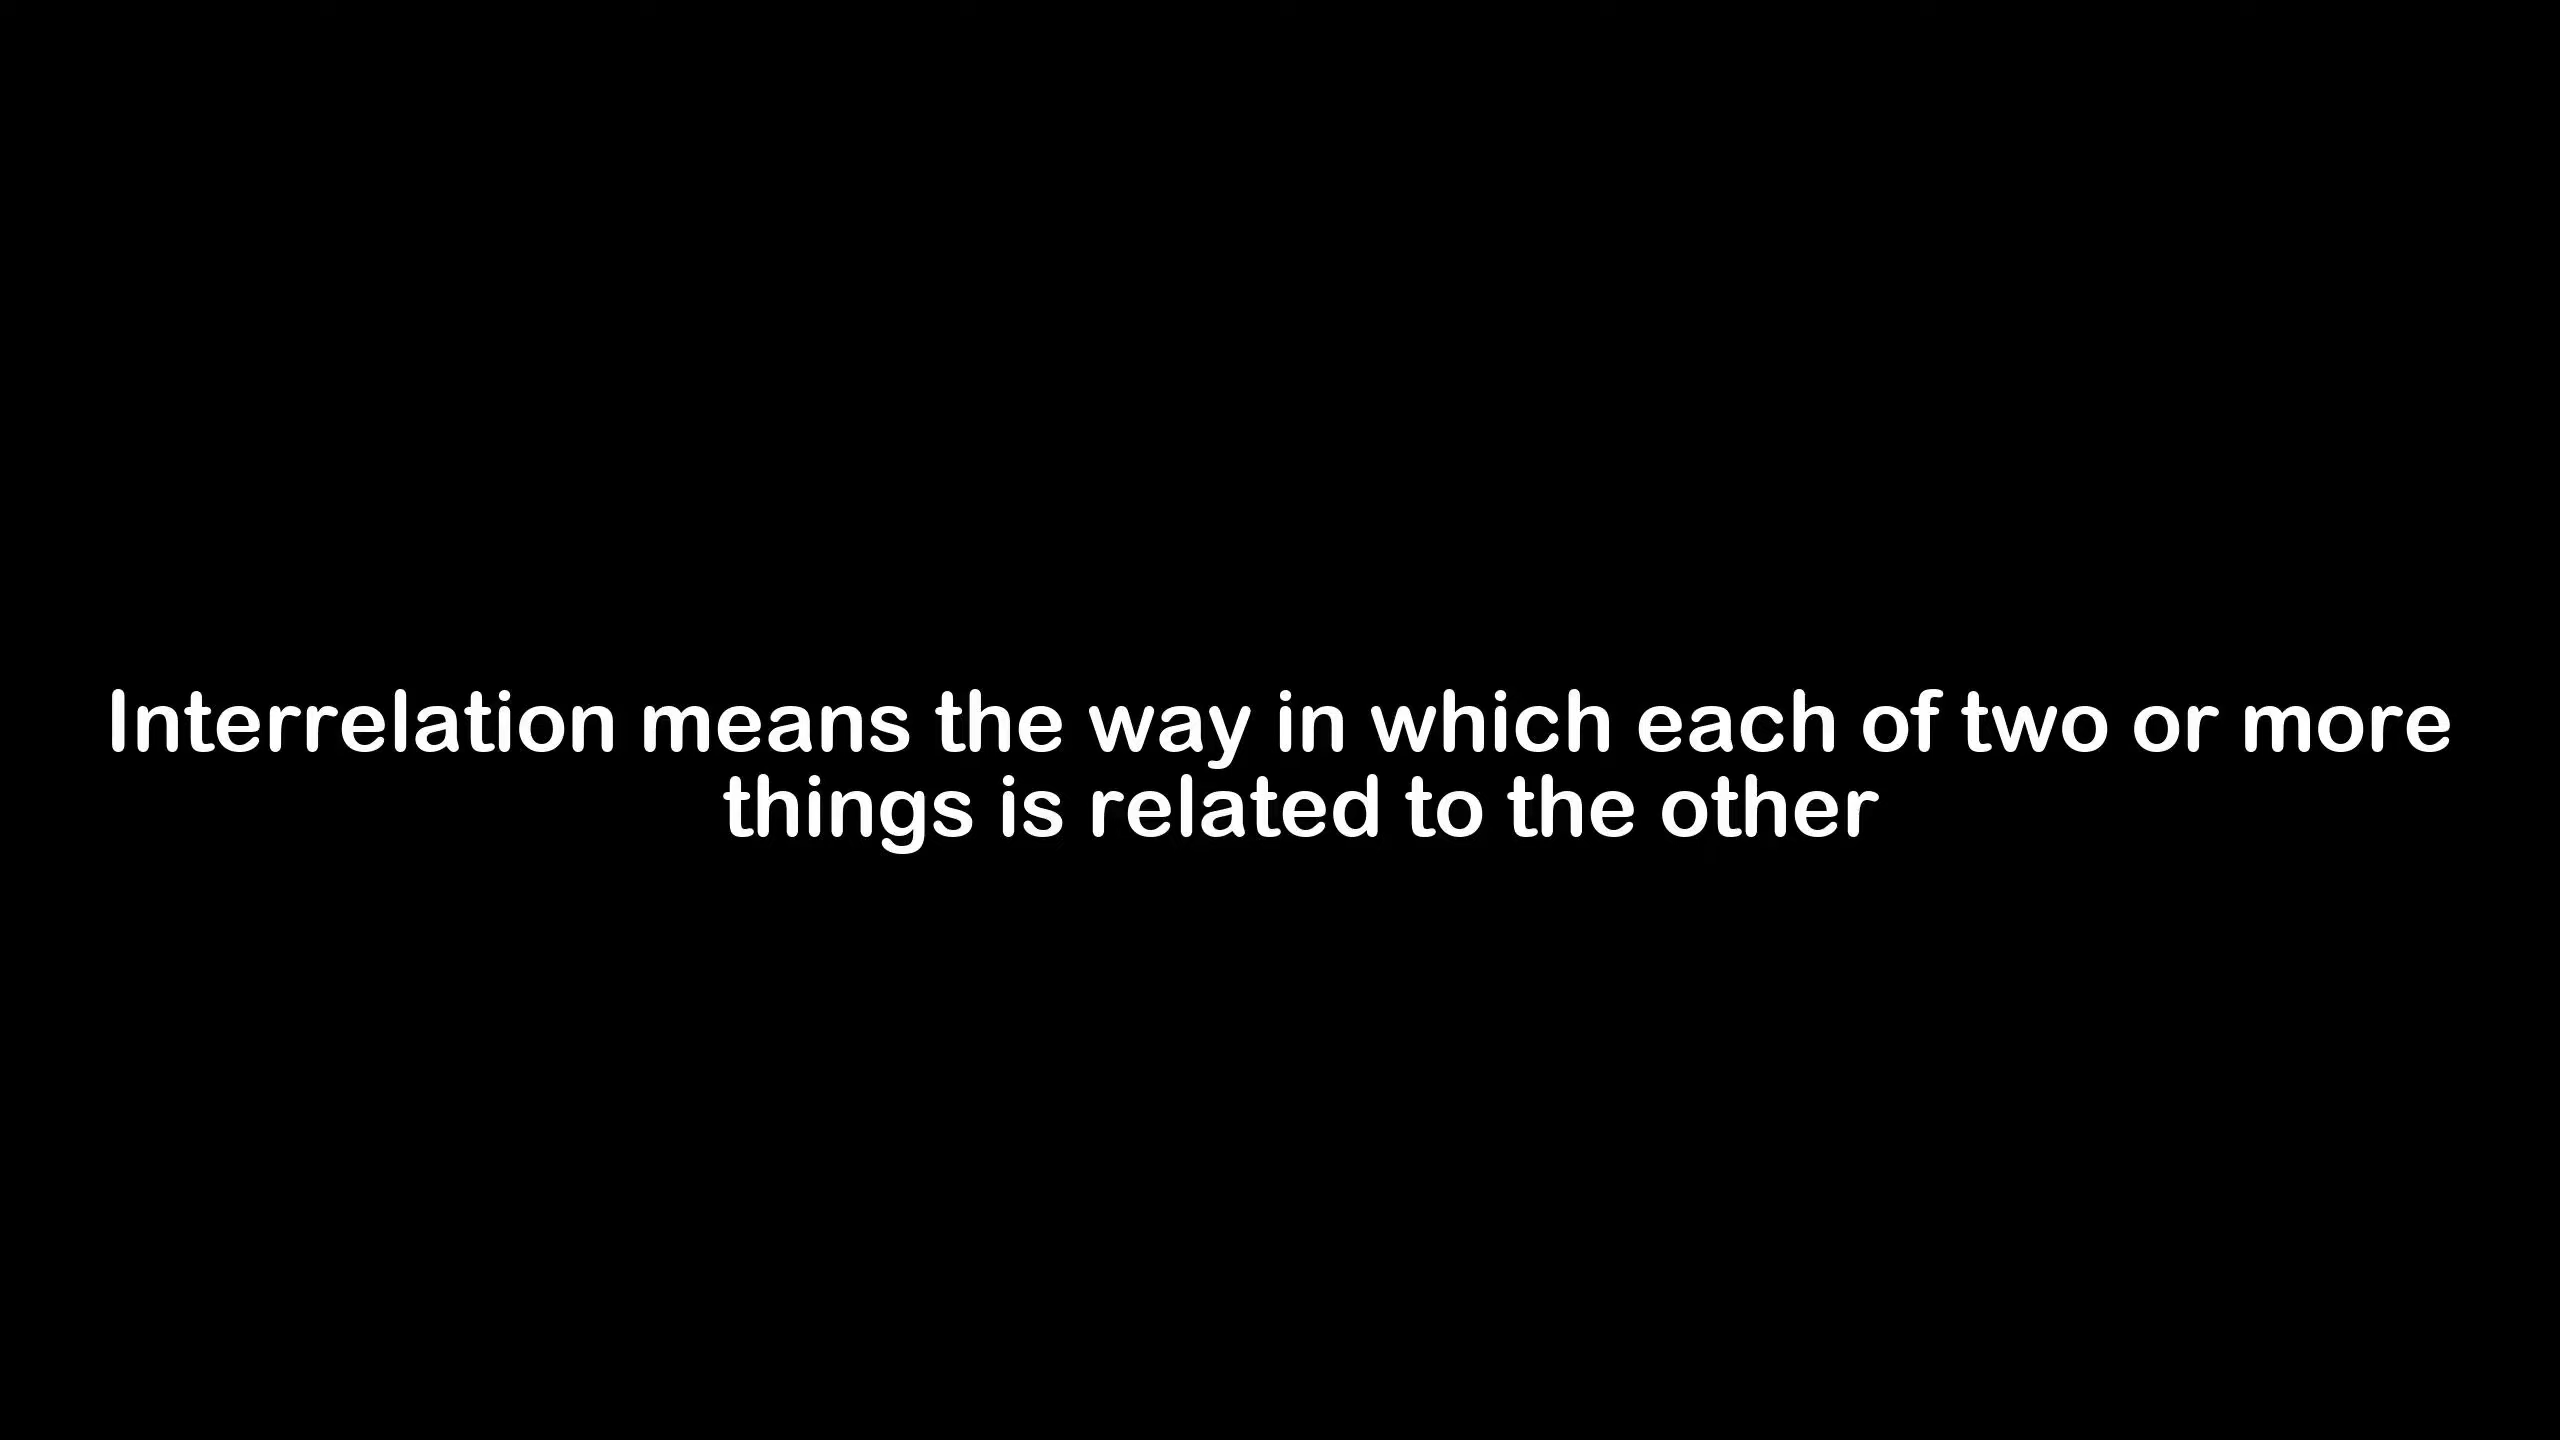 Interrelation means the way in which each of two or more
things is related to the other